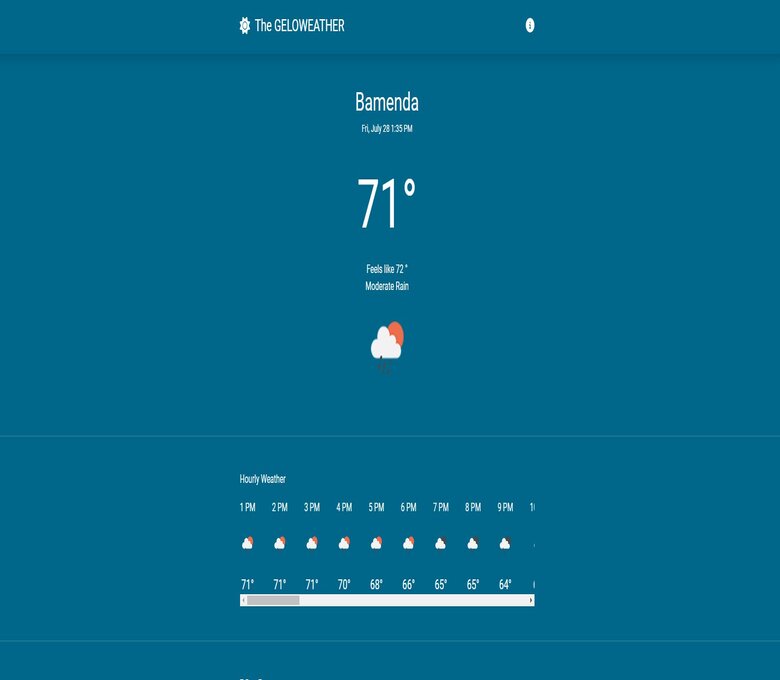 The GELOWEATHER
Bamenda
Fri, July 28 1:35 PM
71°
Feels like 72 °
Moderate Rain
Hourly Weather
1 PM 2 PM 3 PM 4 PM 5 PM 6 PM 7 PM 8 PM 9 PM
71° 71° 71° 70° 68° 66° 65° 65° 64°